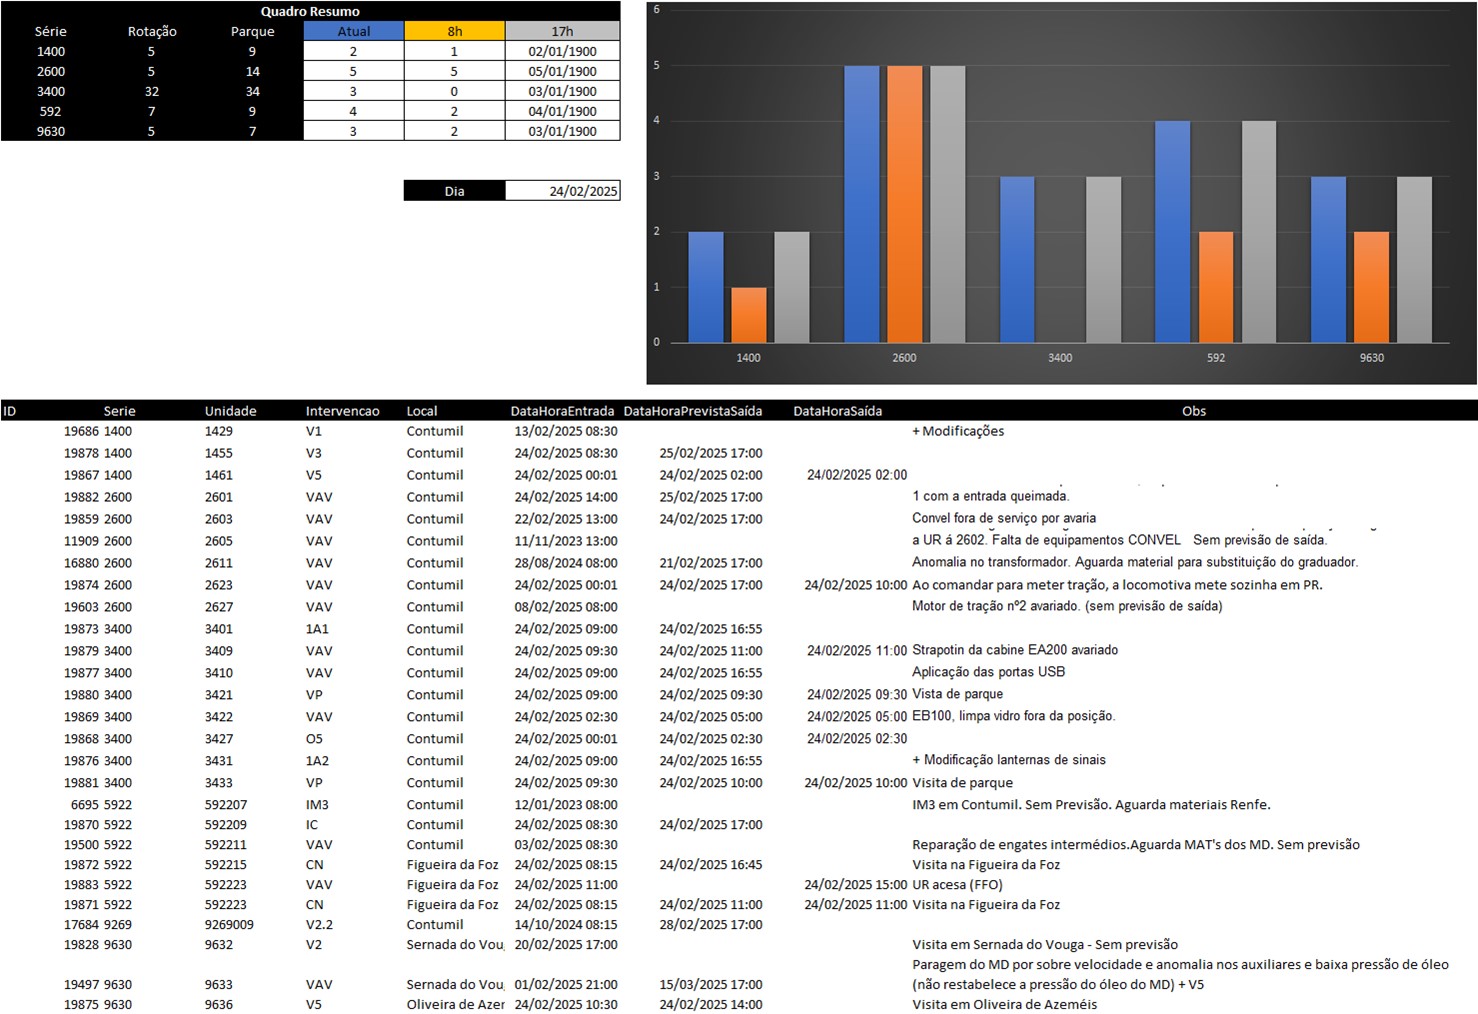 Quadro Resumo
Série Rotação Parque Atual 8h 17h
1400 5 9 2 1 02/01/1900
2600 5 14 5 5 05/01/1900
3400 32 34 3 0 03/01/1900
592 7 9 4 2 04/01/1900
9630 5 7 3 2 03/01/1900
Dia 24/02/2025
6
5
4
3
2
1
0
1400 2600 3400 592 9630
ID Serie Unidade Intervencao Local DataHoraEntrada DataHoraPrevistaSaída DataHoraSaída Obs
19686 1400 1429 V1 Contumil 13/02/2025 08:30 + Modificações
19878 1400 1455 V3 Contumil 24/02/2025 08:30 25/02/2025 17:00
19867 1400 1461 V5 Contumil 24/02/2025 00:01 24/02/2025 02:00 24/02/2025 02:00
19882 2600 2601 VAV Contumil 24/02/2025 14:00 25/02/2025 17:00 1 com a entrada queimada.
19859 2600 2603 VAV Contumil 22/02/2025 13:00 24/02/2025 17:00 Convel fora de serviço por avaria
11909 2600 2605 VAV Contumil 11/11/2023 13:00 a UR á 2602. Falta de equipamentos CONVEL Sem previsão de saída.
16880 2600 2611 VAV Contumil 28/08/2024 08:00 21/02/2025 17:00 Anomalia no transformador. Aguarda material para substituição do graduador.
19874 2600 2623 VAV Contumil 24/02/2025 00:01 24/02/2025 17:00 24/02/2025 10:00 Ao comandar para meter tração, a locomotiva mete sozinha em PR.
19603 2600 2627 VAV Contumil 08/02/2025 08:00 Motor de tração nº2 avariado. (sem previsão de saída)
19873 3400 3401 1A1 Contumil 24/02/2025 09:00 24/02/2025 16:55
19879 3400 3409 VAV Contumil 24/02/2025 09:30 24/02/2025 11:00 24/02/2025 11:00 Strapotin da cabine EA200 avariado
19877 3400 3410 VAV Contumil 24/02/2025 09:00 24/02/2025 16:55 Aplicação das portas USB
19880 3400 3421 VP Contumil 24/02/2025 09:00 24/02/2025 09:30 24/02/2025 09:30 Vista de parque
19869 3400 3422 VAV Contumil 24/02/2025 02:30 24/02/2025 05:00 24/02/2025 05:00 EB100, limpa vidro fora da posição.
19868 3400 3427 O5 Contumil 24/02/2025 00:01 24/02/2025 02:30 24/02/2025 02:30
19876 3400 3431 1A2 Contumil 24/02/2025 09:00 24/02/2025 16:55 + Modificação lanternas de sinais
19881 3400 3433 VP Contumil 24/02/2025 09:30 24/02/2025 10:00 24/02/2025 10:00 Visita de parque
6695 5922 592207 IM3 Contumil 12/01/2023 08:00 IM3 em Contumil. Sem Previsão. Aguarda materiais Renfe.
19870 5922 592209 IC Contumil 24/02/2025 08:30 24/02/2025 17:00
19500 5922 592211 VAV Contumil 03/02/2025 08:30 Reparação de engates intermédios.Aguarda MAT's dos MD. Sem previsão
19872 5922 592215 CN Figueira da Foz 24/02/2025 08:15 24/02/2025 16:45 Visita na Figueira da Foz
19883 5922 592223 VAV Figueira da Foz 24/02/2025 11:00 24/02/2025 15:00 UR acesa (FFO)
19871 5922 592223 CN Figueira da Foz 24/02/2025 08:15 24/02/2025 11:00 24/02/2025 11:00 Visita na Figueira da Foz
17684 9269 9269009 V2.2 Contumil 14/10/2024 08:15 28/02/2025 17:00
19828 9630 9632 V2 Sernada do Vou 20/02/2025 17:00 Visita em Sernada do Vouga - Sem previsão
Paragem do MD por sobre velocidade e anomalia nos auxiliares e baixa pressão de óleo
19497 9630 9633 VAV Sernada do Vou 01/02/2025 21:00 15/03/2025 17:00 (não restabelece a pressão do óleo do MD) + V5
19875 9630 9636 V5 Oliveira de Azer 24/02/2025 10:30 24/02/2025 14:00 Visita em Oliveira de Azeméis